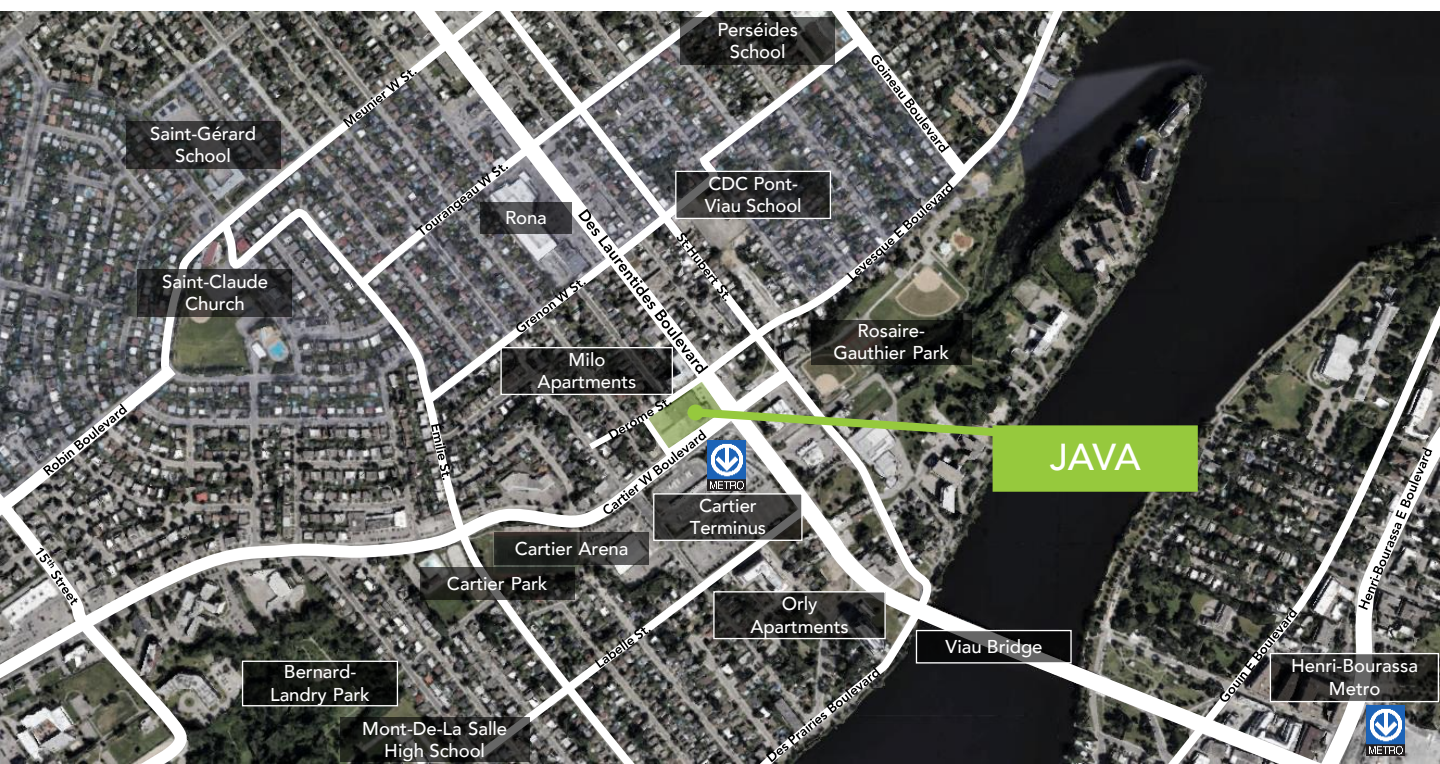 Perséides
School
Goineau Boulevard
Meunier W St.
Saint-Gérard
School
CDC Pont-
Viau School
Tourangeau W St.
Rona
Des Laurentides Boulevard
St-Hubert St.
Levesque E Boulevard
Saint-Claude
Church
Grenon W St.
Rosaire-
Gauthier Park
Milo
Apartments
Derome St.
Robin Boulevard
Emilie St.
Cartier W Boulevard
JAVA
METRO
Cartier
Terminus
Cartier Arena
Cartier Park
15th Street
Henri-Bourassa E Boulevard
Orly
Apartments
Labelle St.
Viau Bridge
Gouin E Boulevard
Henri-Bourassa
Metro
METRO
Bernard-
Landry Park
Des Prairies Boulevard
Mont-De-La Salle
High School